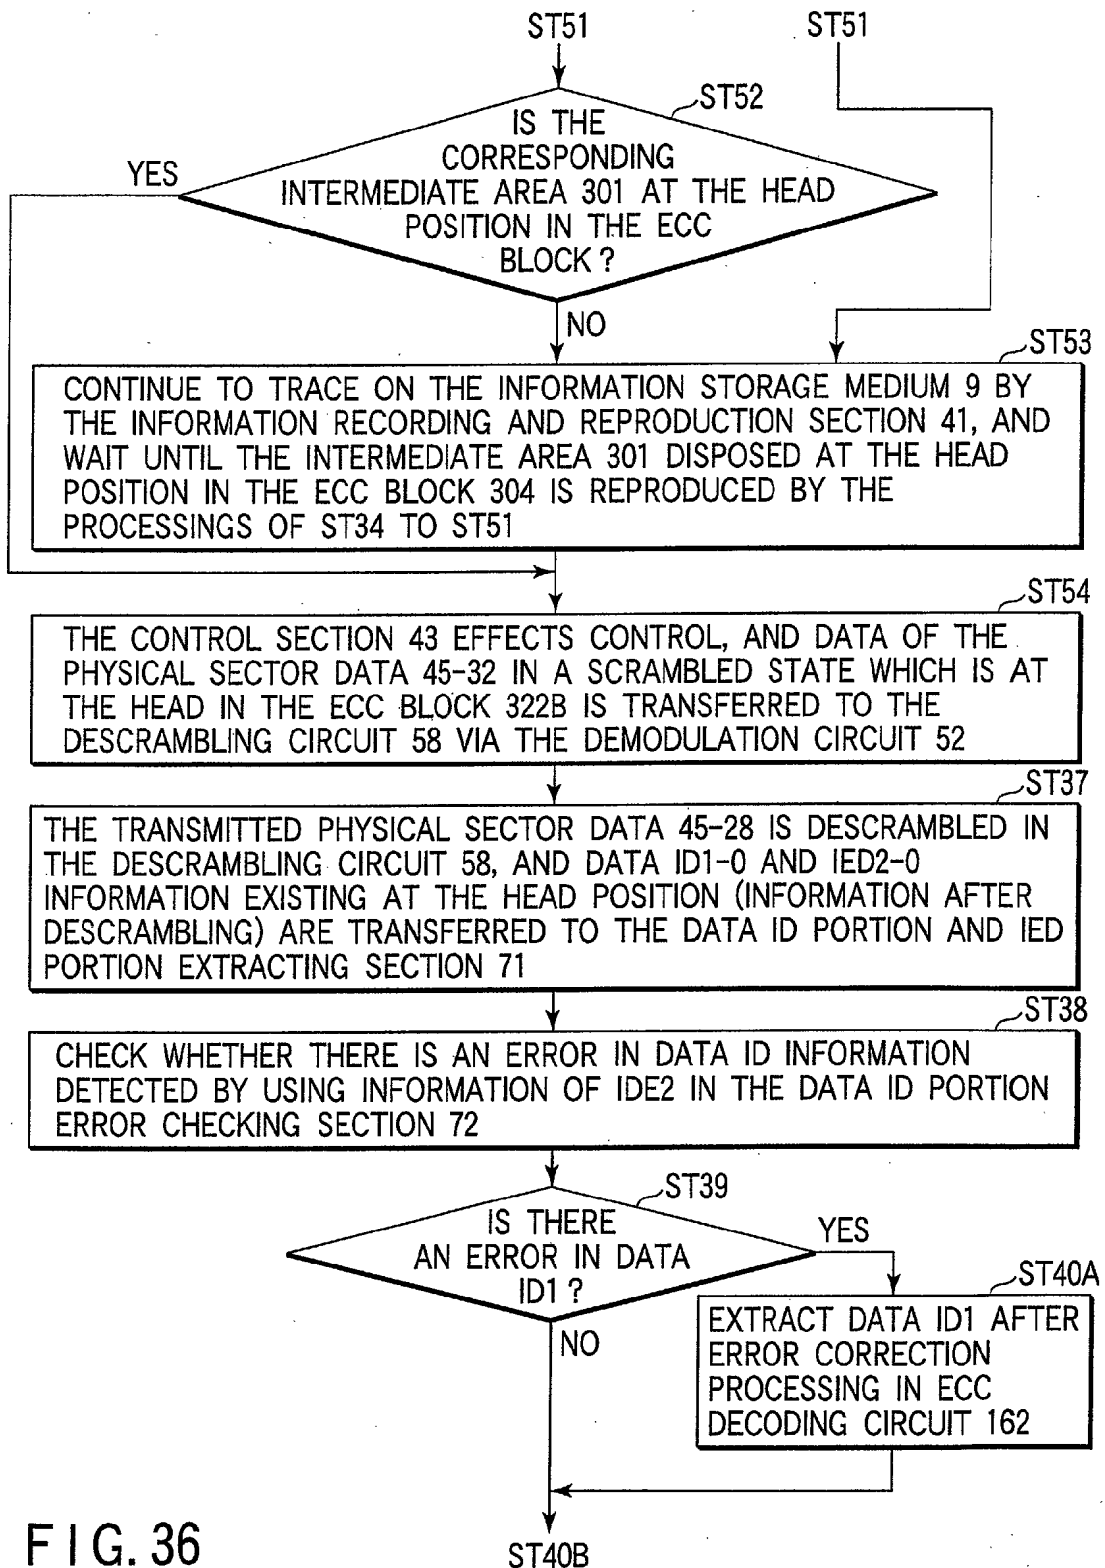 ST51
ST51
ST52
IS THE
CORRESPONDING
INTERMEDIATE AREA 301 AT THE HEAD
POSITION IN THE ECC
BLOCK?
YES
NO
ST53
CONTINUE TO TRACE ON THE INFORMATION STORAGE MEDIUM 9 BY
THE INFORMATION RECORDING AND REPRODUCTION SECTION 41, AND
WAIT UNTIL THE INTERMEDIATE AREA 301 DISPOSED AT THE HEAD
POSITION IN THE ECC BLOCK 304 IS REPRODUCED BY THE
PROCESSINGS OF ST34 TO ST51
ST54
THE CONTROL SECTION 43 EFFECTS CONTROL, AND DATA OF THE
PHYSICAL SECTOR DATA 45-32 IN A SCRAMBLED STATE WHICH IS AT
THE HEAD IN THE ECC BLOCK 322B IS TRANSFERRED TO THE
DESCRAMBLING CIRCUIT 58 VIA THE DEMODULATION CIRCUIT 52
ST37
THE TRANSMITTED PHYSICAL SECTOR DATA 45-28 IS DESCRAMBLED IN
THE DESCRAMBLING CIRCUIT 58, AND DATA ID1-0 AND IED2-0
INFORMATION EXISTING AT THE HEAD POSITION (INFORMATION AFTER
DESCRAMBLING) ARE TRANSFERRED TO THE DATA ID PORTION AND IED
PORTION EXTRACTING SECTION 71
ST38
CHECK WHETHER THERE IS AN ERROR IN DATA ID INFORMATION
DETECTED BY USING INFORMATION OF IDE2 IN THE DATA ID PORTION
ERROR CHECKING SECTION 72
ST39
IS THERE
AN ERROR IN DATA
ID1?
YES
NO
ST40A
EXTRACT DATA ID1 AFTER
ERROR CORRECTION
PROCESSING IN ECC
DECODING CIRCUIT 162
ST40B
FIG. 36